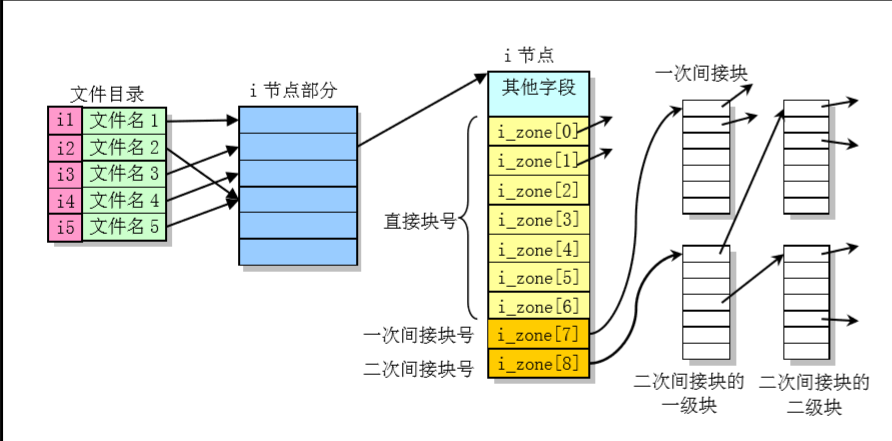 文件目录
i1 文件名 1
i2 文件名 2
i3 文件名 3
i4 文件名 4
i5 文件名 5
i 节点部分
i 节点
其他字段
i_zone[0]
i_zone[1]
i_zone[2]
i_zone[3]
i_zone[4]
i_zone[5]
i_zone[6]
i_zone[7]
i_zone[8]
直接块号
一次间接块号
二次间接块号
一次间接块
二次间接块的
一级块
二次间接块的
二级块